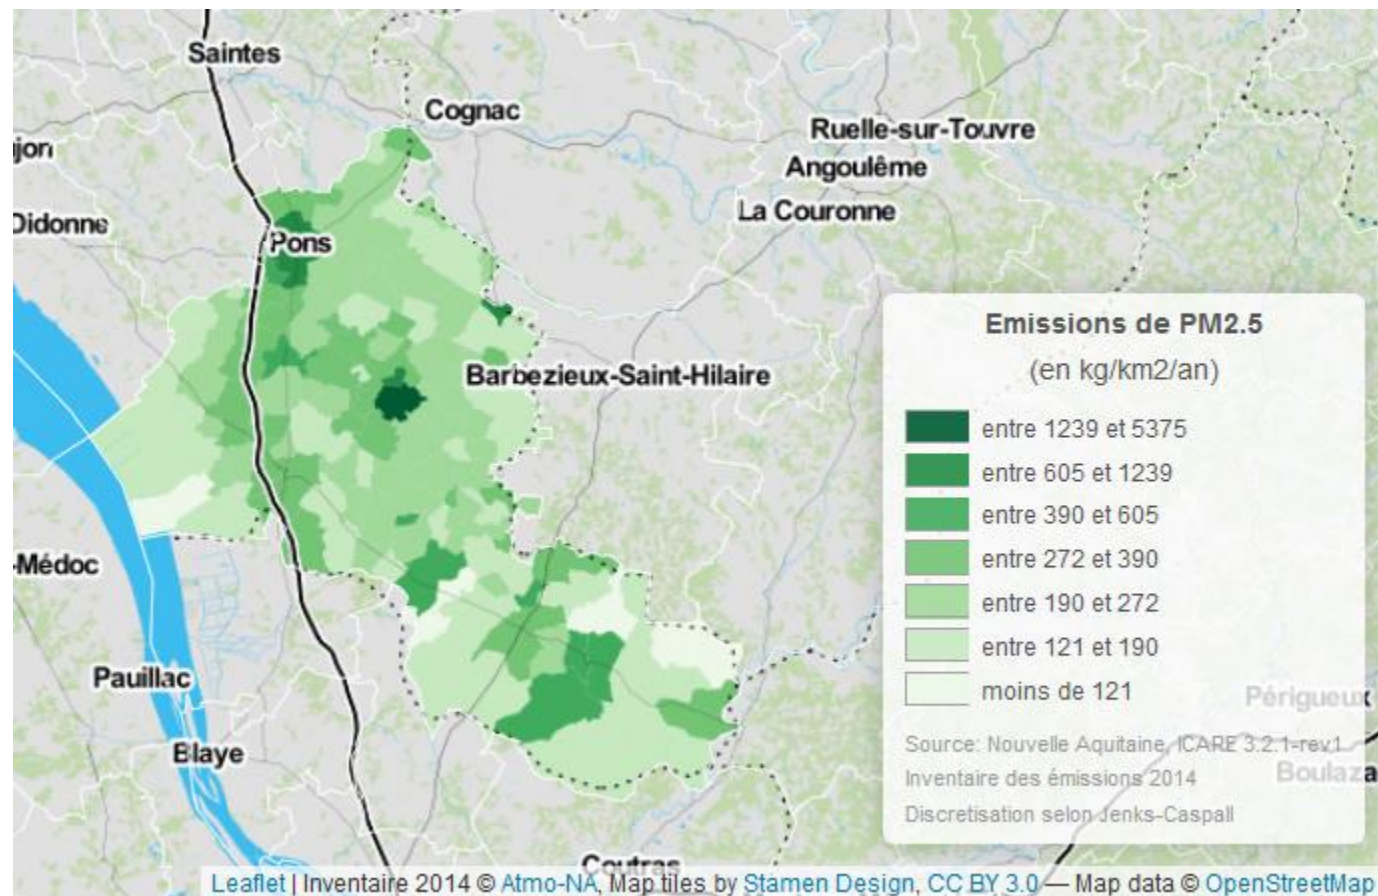 Saintes
Cognac
Ruelle-sur-Touvre
jon
Angoulême
La Couronne
Didonne
Pons
Emissions de PM2.5
(en kg/km2/an)
Barbezieux-Saint-Hilaire
entre 1239 et 5375
entre 605 et 1239
entre 390 et 605
entre 272 et 390
entre 190 et 272
entre 121 et 190
moins de 121
-Médoc
Pauillac
Périgueux
Blaye
Source: Nouvelle Aquitaine, ICARE 3.2.1-rev1
Inventaire des émissions 2014
Boulaza
Discretisation selon Jenks-Caspall
Coutras
Leaflet | Inventaire 2014 © Atmo-NA, Map tiles by Stamen Design, CC BY 3.0 — Map data © OpenStreetMap